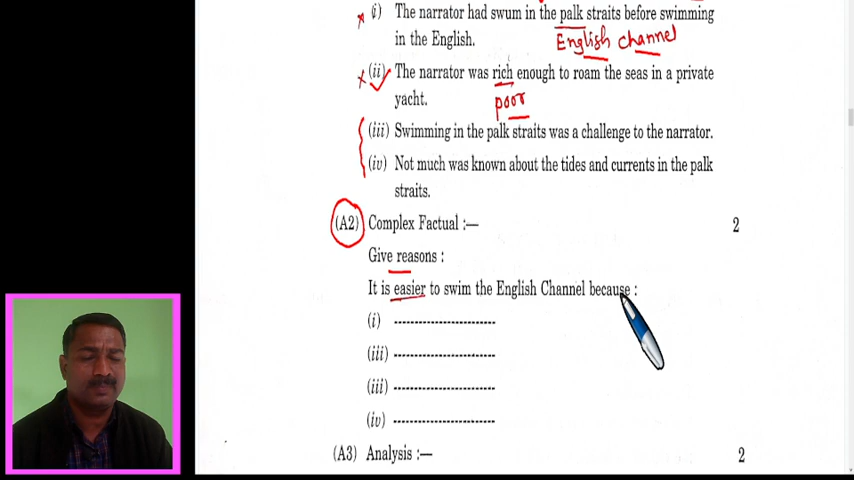 (i) The narrator had swum in the palk straits before swimming
in the English. English channel
(ii) The narrator was rich enough to roam the seas in a private
yacht. poor
(iii) Swimming in the palk straits was a challenge to the narrator.
(iv) Not much was known about the tides and currents in the palk
straits.
(A2) Complex Factual :— 2
Give reasons :
It is easier to swim the English Channel because :
(i) ------------------------
(iii) ------------------------
(iii) ------------------------
(iv) ------------------------
(A3) Analysis :— 2